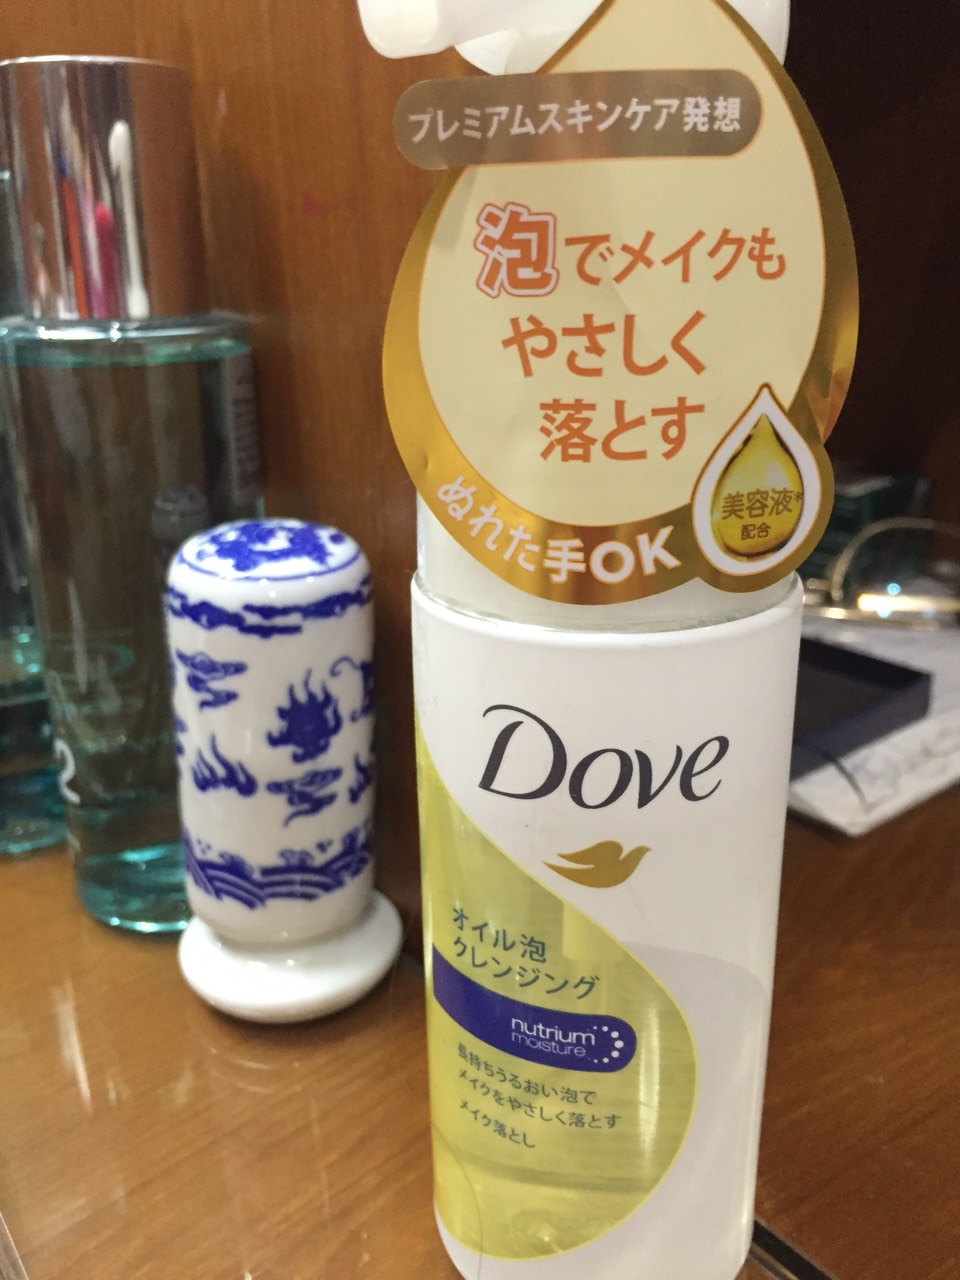 プレミアムスキンケア発想
泡でメイクも
やさしく
落とす
美容液*
配合
ぬれた手OK
Dove
オイル泡
クレンジング
nutrium
moisture
長持ちうるおい泡で
メイクをやさしく落とす
メイク落とし
2